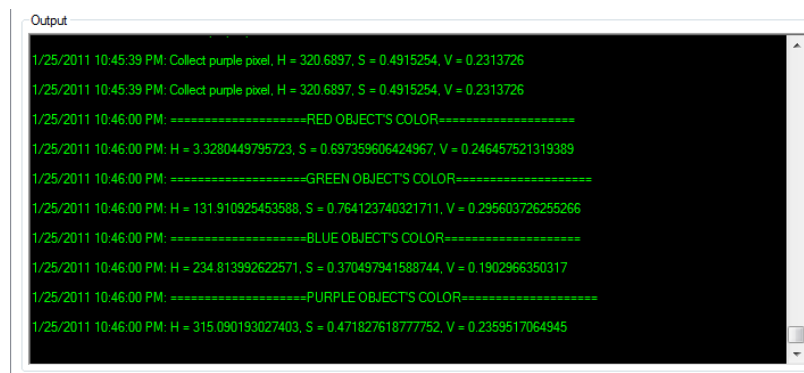 Output
1/25/2011 10:45:39 PM: Collect purple pixel, H = 320.6897, S = 0.4915254, V = 0.2313726
1/25/2011 10:45:39 PM: Collect purple pixel, H = 320.6897, S = 0.4915254, V = 0.2313726
1/25/2011 10:46:00 PM: ====================RED OBJECT'S COLOR====================
1/25/2011 10:46:00 PM: H = 3.3280449795723, S = 0.697359606424967, V = 0.246457521319389
1/25/2011 10:46:00 PM: ====================GREEN OBJECT'S COLOR====================
1/25/2011 10:46:00 PM: H = 131.910925453588, S = 0.764123740321711, V = 0.295603726255266
1/25/2011 10:46:00 PM: ====================BLUE OBJECT'S COLOR====================
1/25/2011 10:46:00 PM: H = 234.813992622571, S = 0.370497941588744, V = 0.1902966350317
1/25/2011 10:46:00 PM: ====================PURPLE OBJECT'S COLOR====================
1/25/2011 10:46:00 PM: H = 315.090193027403, S = 0.471827618777752, V = 0.2359517064945